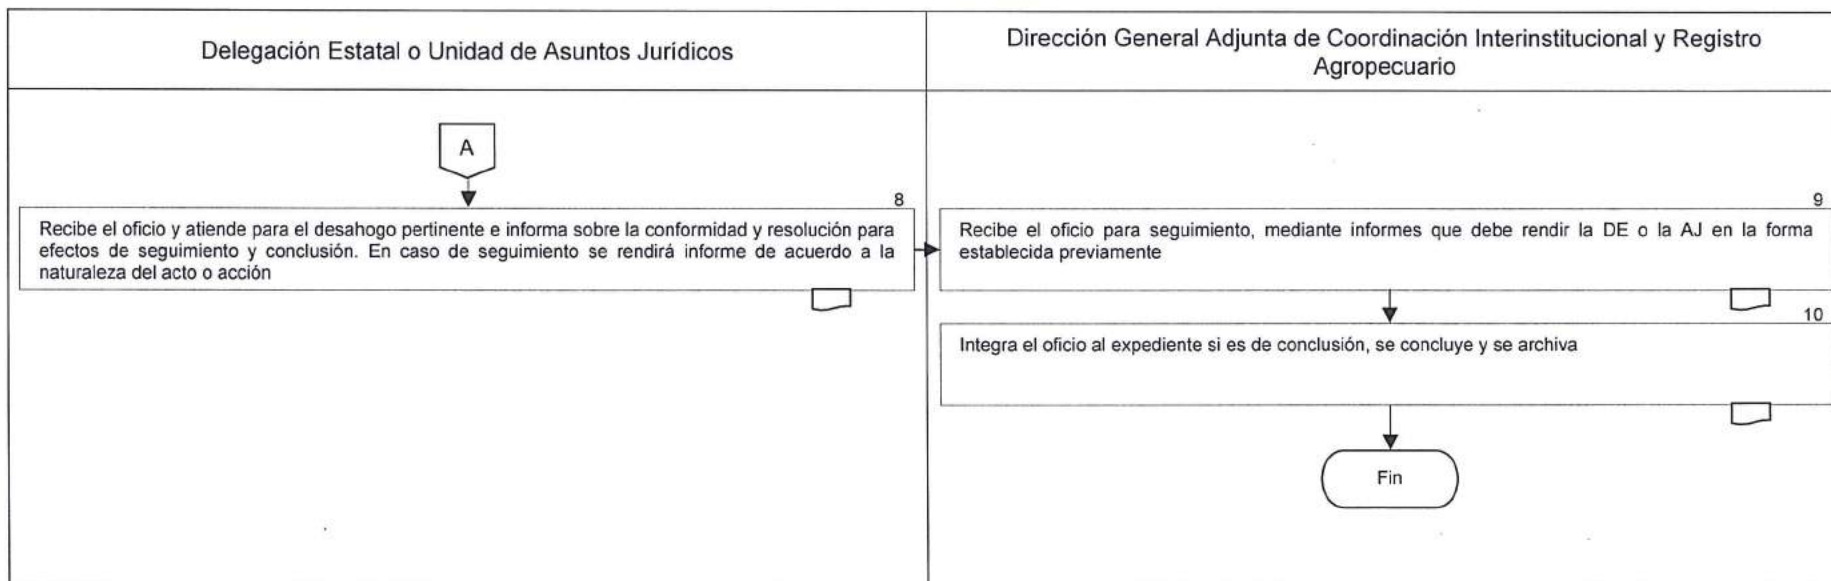 Delegación Estatal o Unidad de Asuntos Jurídicos
Dirección General Adjunta de Coordinación Interinstitucional y Registro
Agropecuario
A
8
Recibe el oficio y atiende para el desahogo pertinente e informa sobre la conformidad y resolución para
efectos de seguimiento y conclusión. En caso de seguimiento se rendirá informe de acuerdo a la
naturaleza del acto o acción
9
Recibe el oficio para seguimiento, mediante informes que debe rendir la DE o la AJ en la forma
establecida previamente
10
Integra el oficio al expediente si es de conclusión, se concluye y se archiva
Fin